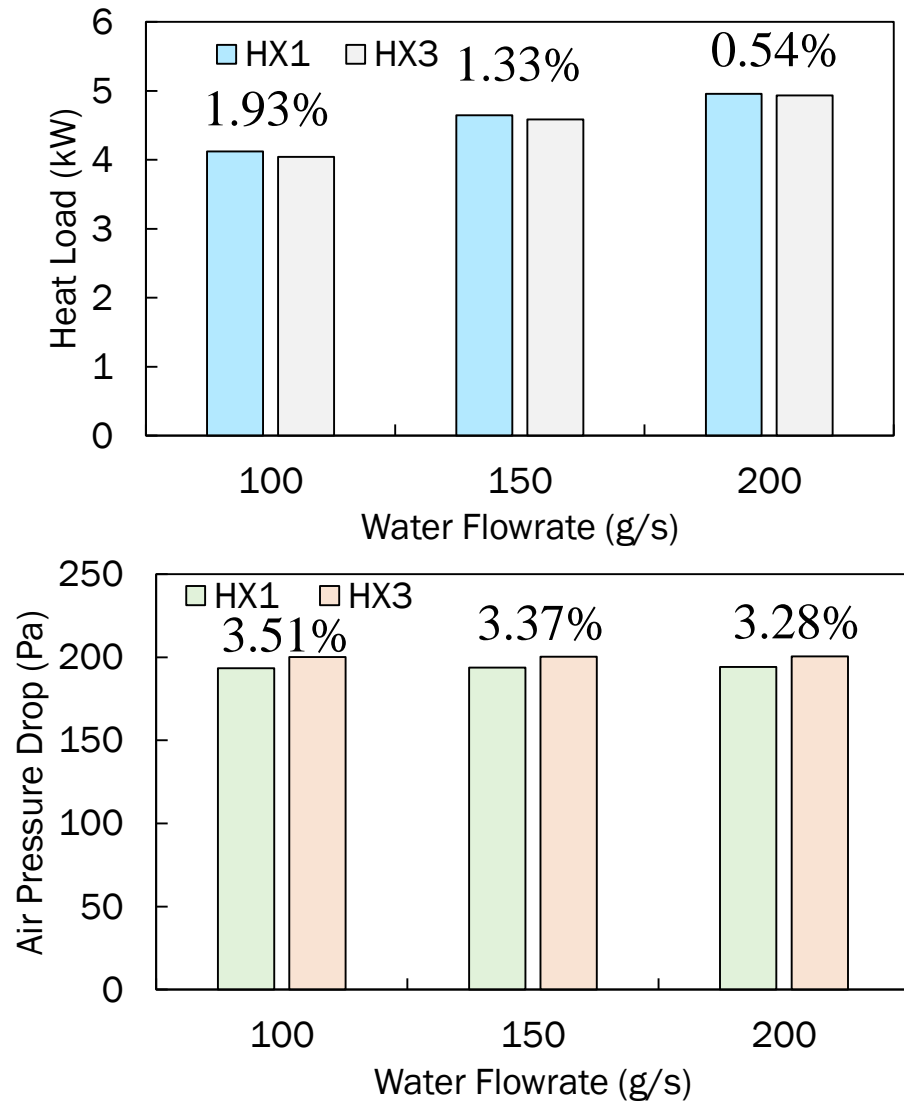 6
HX1 HX3
1.93%
1.33%
0.54%
5
4
3
2
1
0
Heat Load (kW)
100 150 200
Water Flowrate (g/s)
250
HX1 HX3
3.51% 3.37% 3.28%
200
150
100
50
0
Air Pressure Drop (Pa)
100 150 200
Water Flowrate (g/s)